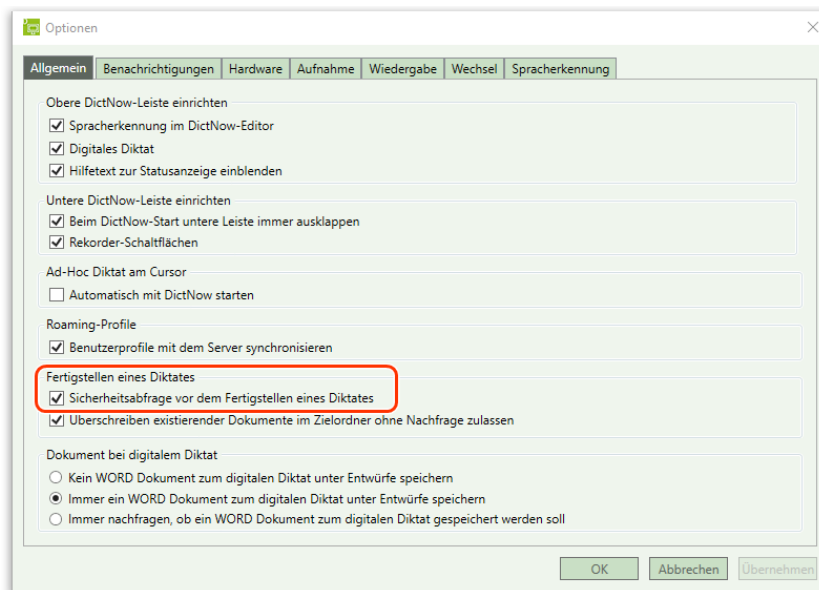 Optionen
Allgemein Benachrichtigungen Hardware Aufnahme Wiedergabe Wechsel Spracherkennung
Obere DictNow-Leiste einrichten
Spracherkennung im DictNow-Editor
Digitales Diktat
Hilfetext zur Statusanzeige einblenden
Untere DictNow-Leiste einrichten
Beim DictNow-Start untere Leiste immer ausklappen
Rekorder-Schaltflächen
Ad-Hoc Diktat am Cursor
Automatisch mit DictNow starten
Roaming-Profile
Benutzerprofile mit dem Server synchronisieren
Fertigstellen eines Diktates
Sicherheitsabfrage vor dem Fertigstellen eines Diktates
Überschreiben existierender Dokumente im Zielordner ohne Nachfrage zulassen
Dokument bei digitalem Diktat
Kein WORD Dokument zum digitalen Diktat unter Entwürfe speichern
Immer ein WORD Dokument zum digitalen Diktat unter Entwürfe speichern
Immer nachfragen, ob ein WORD Dokument zum digitalen Diktat gespeichert werden soll
OK Abbrechen Übernehmen